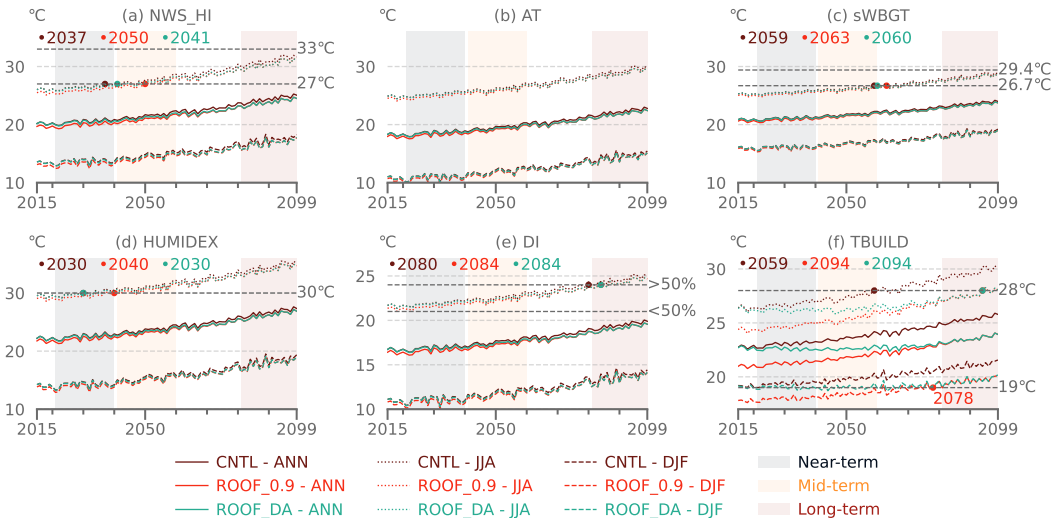 ℃ (a) NWS_HI
•2037 •2050 •2041
33℃
30
27℃
20
10
2015 2050 2099
℃ (b) AT
30
20
10
2015 2050 2099
℃ (c) sWBGT
•2059 •2063 •2060
30
29.4℃
26.7℃
20
10
2015 2050 2099
℃ (d) HUMIDEX
•2030 •2040 •2030
30
30℃
20
10
2015 2050 2099
℃ (e) DI
•2080 •2084 •2084
25
>50%
<50%
20
15
10
2015 2050 2099
℃ (f) TBUILD
•2059 •2094 •2094
30
28℃
25
20
19℃
2078
2015 2050 2099
CNTL - ANN CNTL - JJA CNTL - DJF Near-term
ROOF_0.9 - ANN ROOF_0.9 - JJA ROOF_0.9 - DJF Mid-term
ROOF_DA - ANN ROOF_DA - JJA ROOF_DA - DJF Long-term